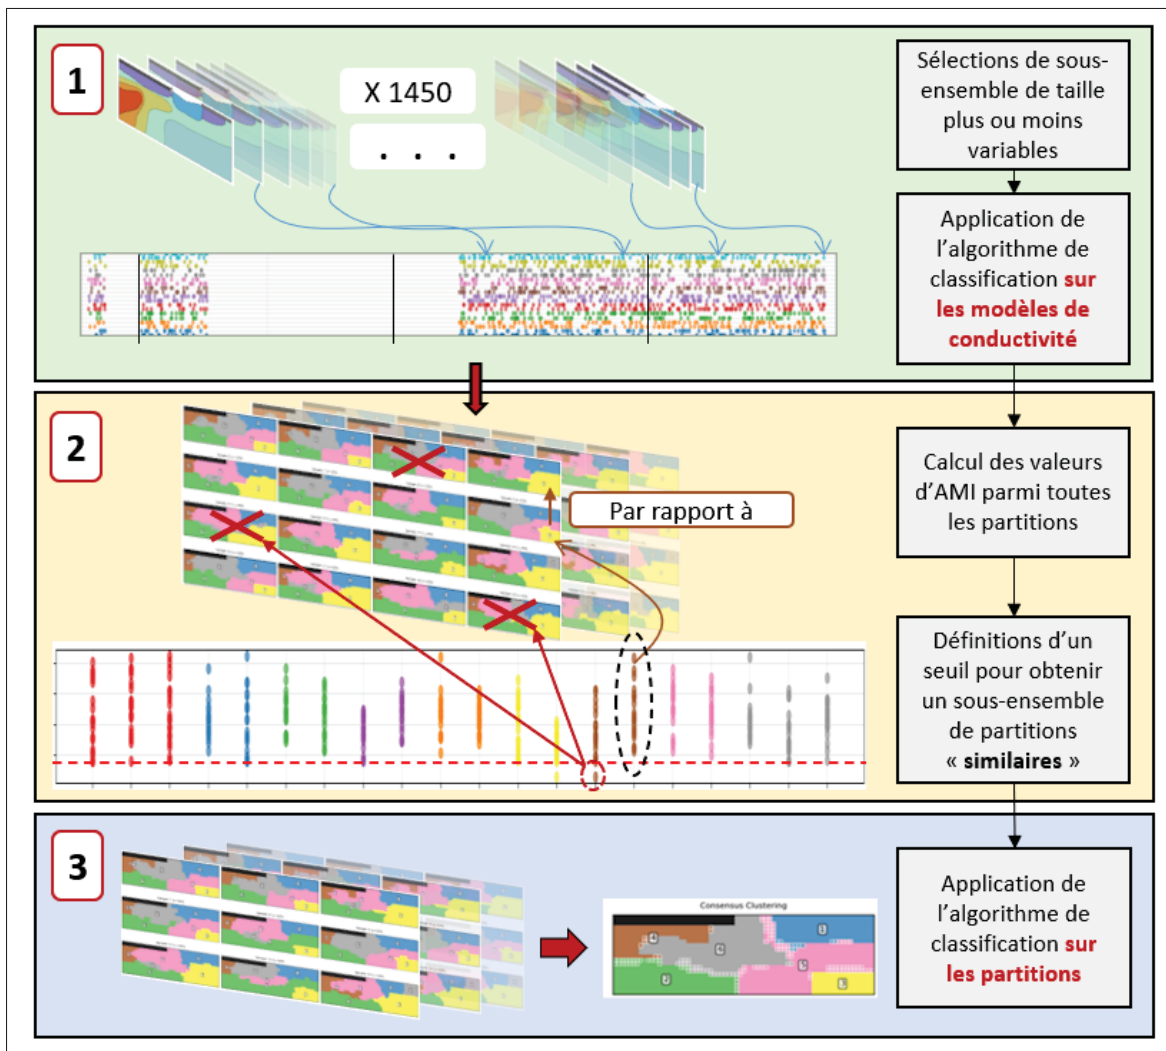 1
X 1450
. . .
Sélections de sous-
ensemble de taille
plus ou moins
variables
Application de
l'algorithme de
classification sur
les modèles de
conductivité
2
Par rapport à
Calcul des valeurs
d'AMI parmi toutes
les partitions
Définitions d'un
seuil pour obtenir
un sous-ensemble
de partitions
« similaires »
3
Consensus Clustering
Application de
l'algorithme de
classification sur
les partitions